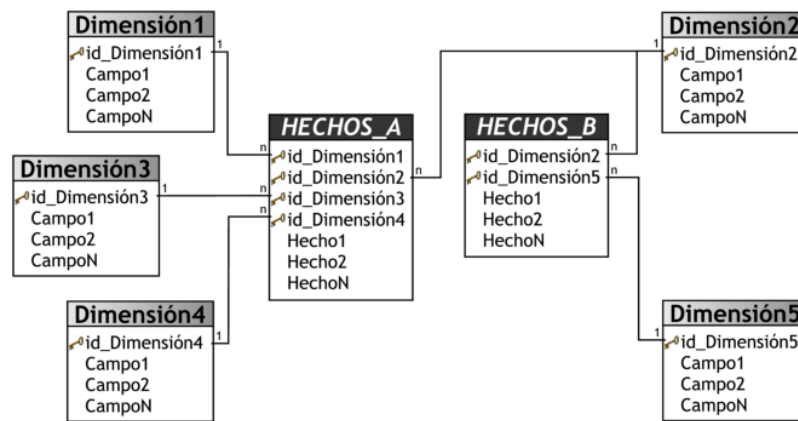 Dimensión1
id_Dimensión1
Campo1
Campo2
CampoN
Dimensión3
id_Dimensión3
Campo1
Campo2
CampoN
Dimensión4
id_Dimensión4
Campo1
Campo2
CampoN
HECHOS_A
id_Dimensión1
id_Dimensión2
id_Dimensión3
id_Dimensión4
Hecho1
Hecho2
HechoN
HECHOS_B
id_Dimensión2
id_Dimensión5
Hecho1
Hecho2
HechoN
Dimensión2
id_Dimensión2
Campo1
Campo2
CampoN
Dimensión5
id_Dimensión5
Campo1
Campo2
CampoN
1
n
1
n
1
n
n
1
n
n
1